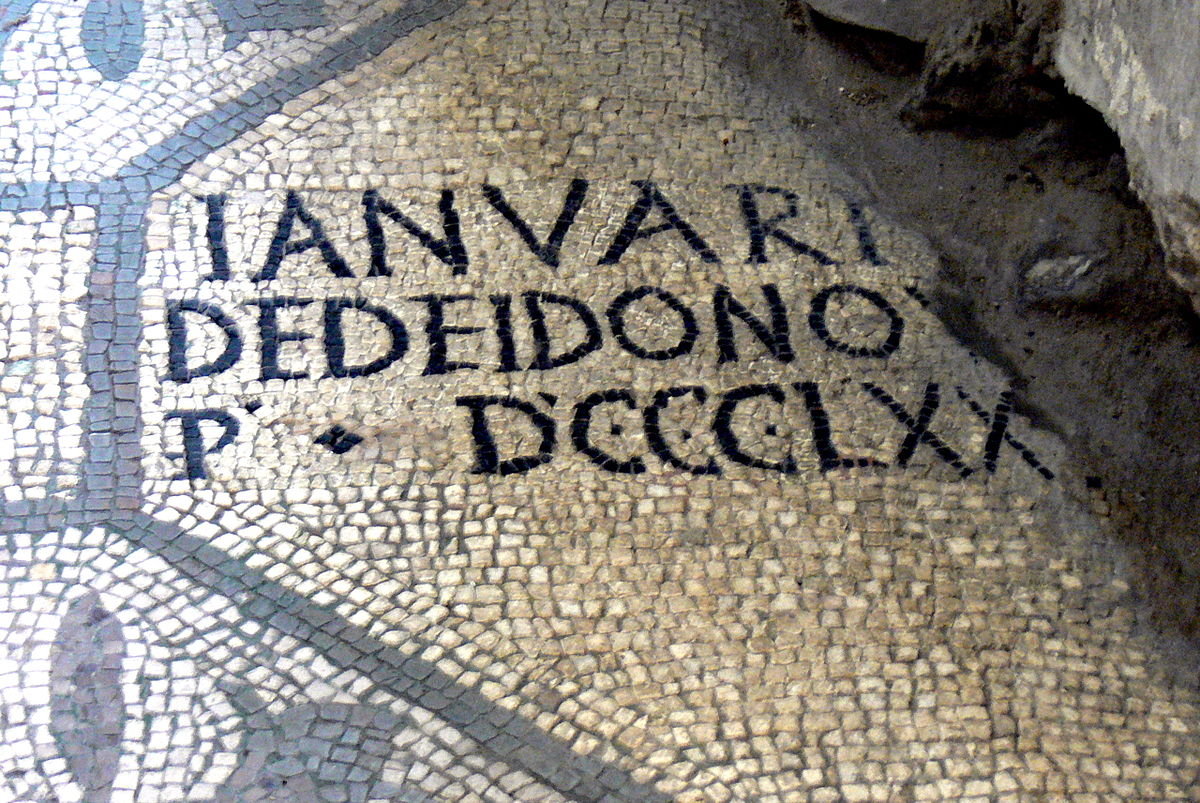 IANVARI
DEDEIDONO
P · DCCCLXX